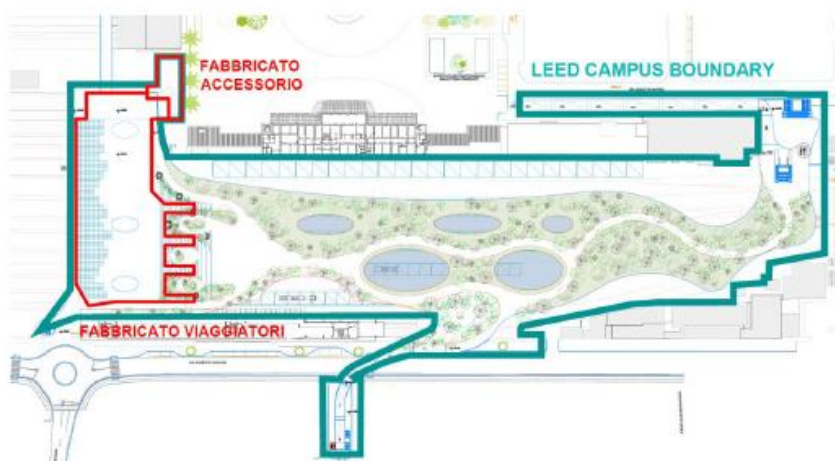 FABBRICATO
ACCESSORIO
LEED CAMPUS BOUNDARY
FABBRICATO VIAGGIATORI